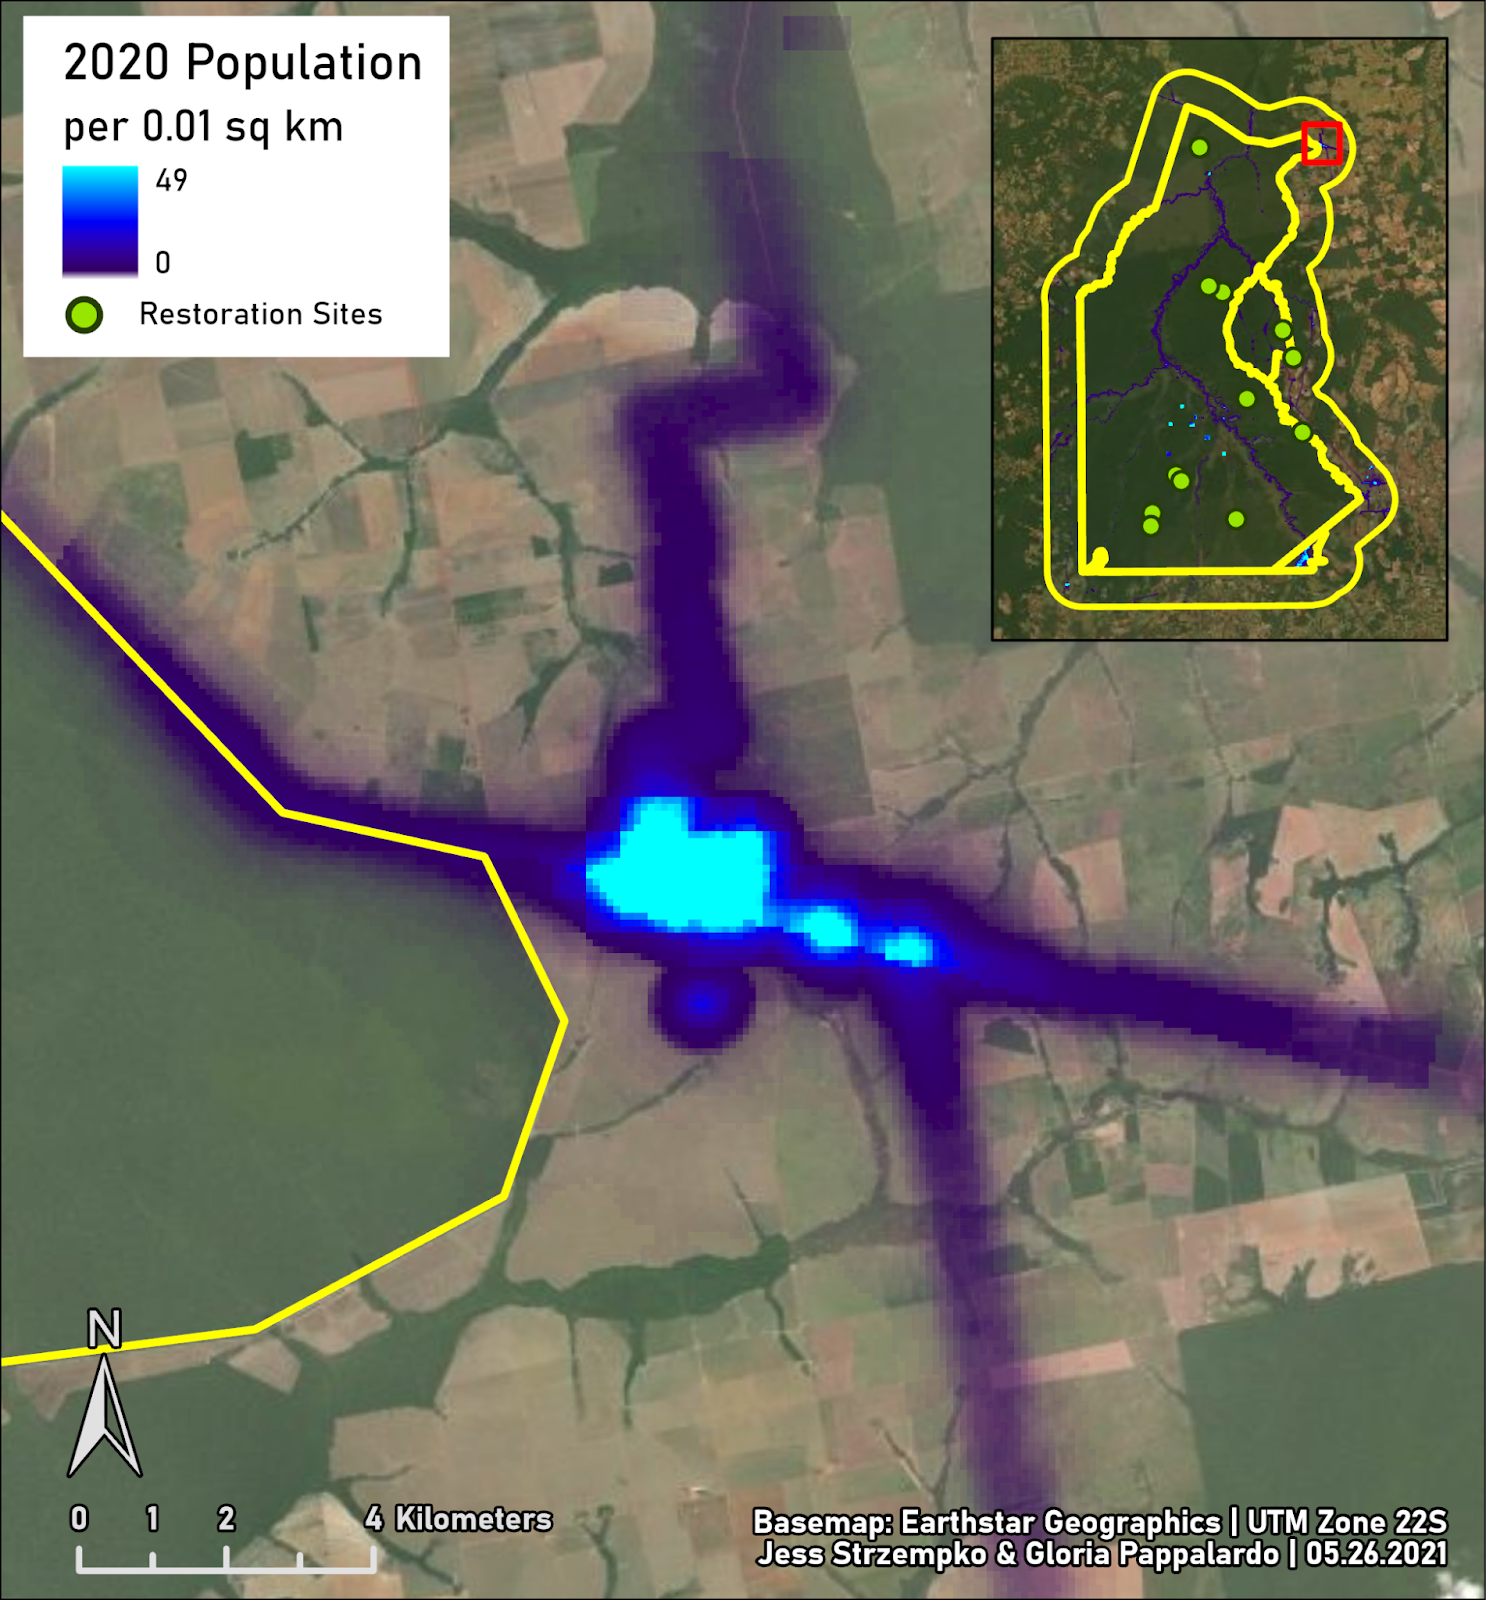 2020 Population
per 0.01 sq km
49
0
Restoration Sites
N
0 1 2 4 Kilometers
Basemap: Earthstar Geographics | UTM Zone 22S
Jess Strzempko & Gloria Pappalardo | 05.26.2021